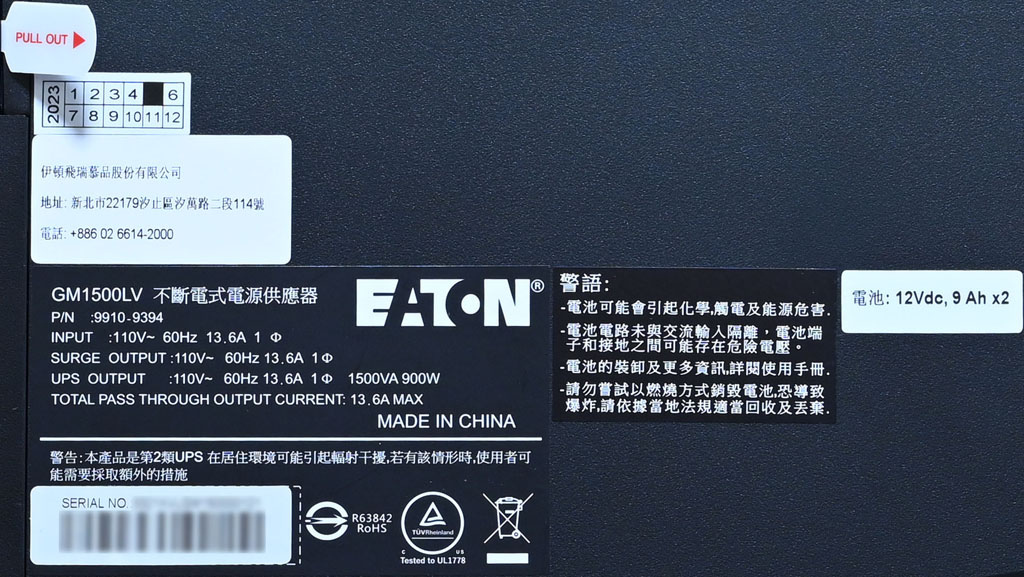 PULL OUT
2023 1 2 3 4 6
7 8 9 10 11 12
伊頓飛瑞慕品股份有限公司
地址: 新北市22179汐止區汐萬路二段114號
電話: +886 02 6614-2000
GM1500LV 不斷電式電源供應器
P/N :9910-9394
INPUT :110V~ 60Hz 13.6A 1 Φ
SURGE OUTPUT :110V~ 60Hz 13.6A 1Φ
UPS OUTPUT :110V~ 60Hz 13.6A 1Φ 1500VA 900W
TOTAL PASS THROUGH OUTPUT CURRENT: 13.6A MAX
MADE IN CHINA
EATON®
警告:本產品是第2類UPS 在居住環境可能引起輻射干擾,若有該情形時,使用者可
能需要採取額外的措施
SERIAL NO.
R63842
RoHS
TÜVRheinland
C US
Tested to UL1778
警語:
-電池可能會引起化學,觸電及能源危害.
-電池電路未與交流輸入隔離，電池端
子和接地之間可能存在危險電壓。
-電池的裝卸及更多資訊,詳閱使用手冊.
-請勿嘗試以燃燒方式銷毀電池,恐導致
爆炸,請依據當地法規適當回收及丟棄.
電池: 12Vdc, 9 Ah x2